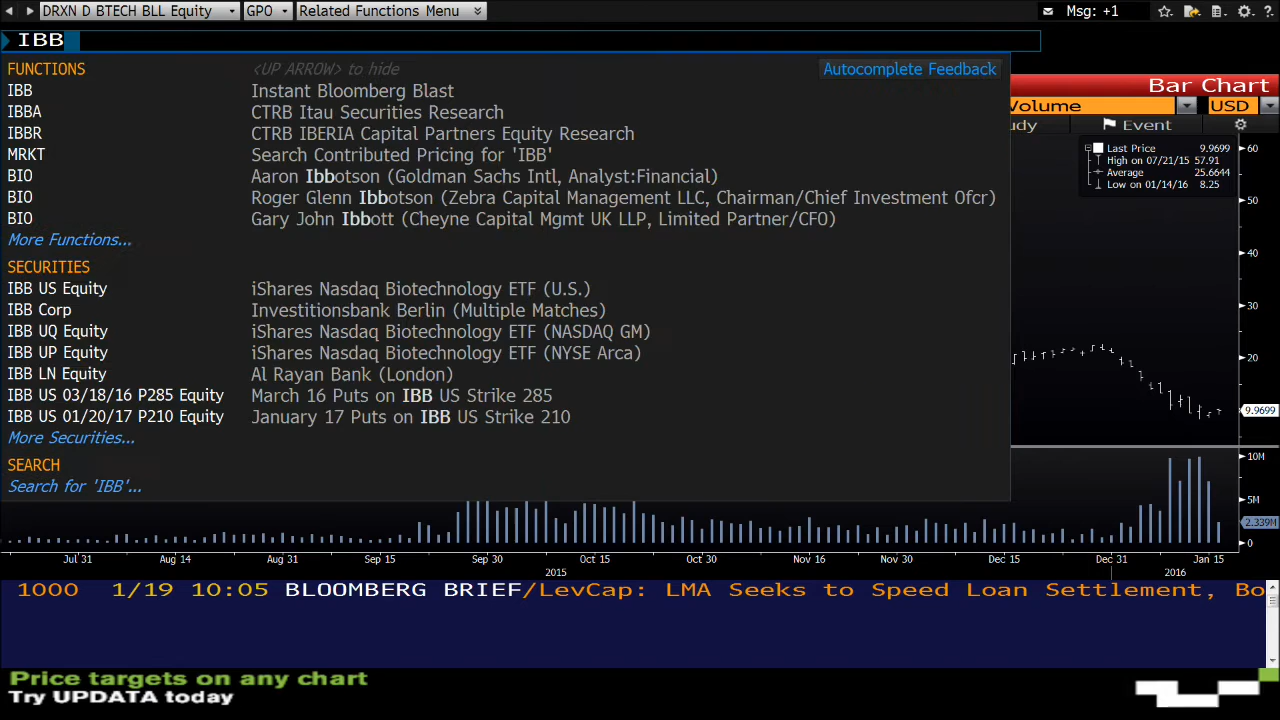 DRXN D BTECH BLL Equity GPO Related Functions Menu Msg: +1
IBB
FUNCTIONS <UP ARROW> to hide Autocomplete Feedback
IBB Instant Bloomberg Blast
IBBA CTRB Itau Securities Research
IBBR CTRB IBERIA Capital Partners Equity Research
MRKT Search Contributed Pricing for 'IBB'
BIO Aaron Ibbotson (Goldman Sachs Intl, Analyst:Financial)
BIO Roger Glenn Ibbotson (Zebra Capital Management LLC, Chairman/Chief Investment Ofcr)
BIO Gary John Ibbott (Cheyne Capital Mgmt UK LLP, Limited Partner/CFO)
More Functions...
SECURITIES
IBB US Equity iShares Nasdaq Biotechnology ETF (U.S.)
IBB Corp Investitionsbank Berlin (Multiple Matches)
IBB UQ Equity iShares Nasdaq Biotechnology ETF (NASDAQ GM)
IBB UP Equity iShares Nasdaq Biotechnology ETF (NYSE Arca)
IBB LN Equity Al Rayan Bank (London)
IBB US 03/18/16 P285 Equity March 16 Puts on IBB US Strike 285
IBB US 01/20/17 P210 Equity January 17 Puts on IBB US Strike 210
More Securities...
SEARCH
Search for 'IBB'...
Bar Chart
Volume USD
udy Event
Last Price 9.9699
High on 07/21/15 57.91
Average 25.6644
Low on 01/14/16 8.25
60
50
40
30
20
9.9699
10M
5M
2.339M
0
Jul 31 Aug 14 Aug 31 Sep 15 Sep 30 Oct 15 Oct 30 Nov 16 Nov 30 Dec 15 Dec 31 Jan 15
2015 2016
1000 1/19 10:05 BLOOMBERG BRIEF/LevCap: LMA Seeks to Speed Loan Settlement, Bo
Price targets on any chart
Try UPDATA today